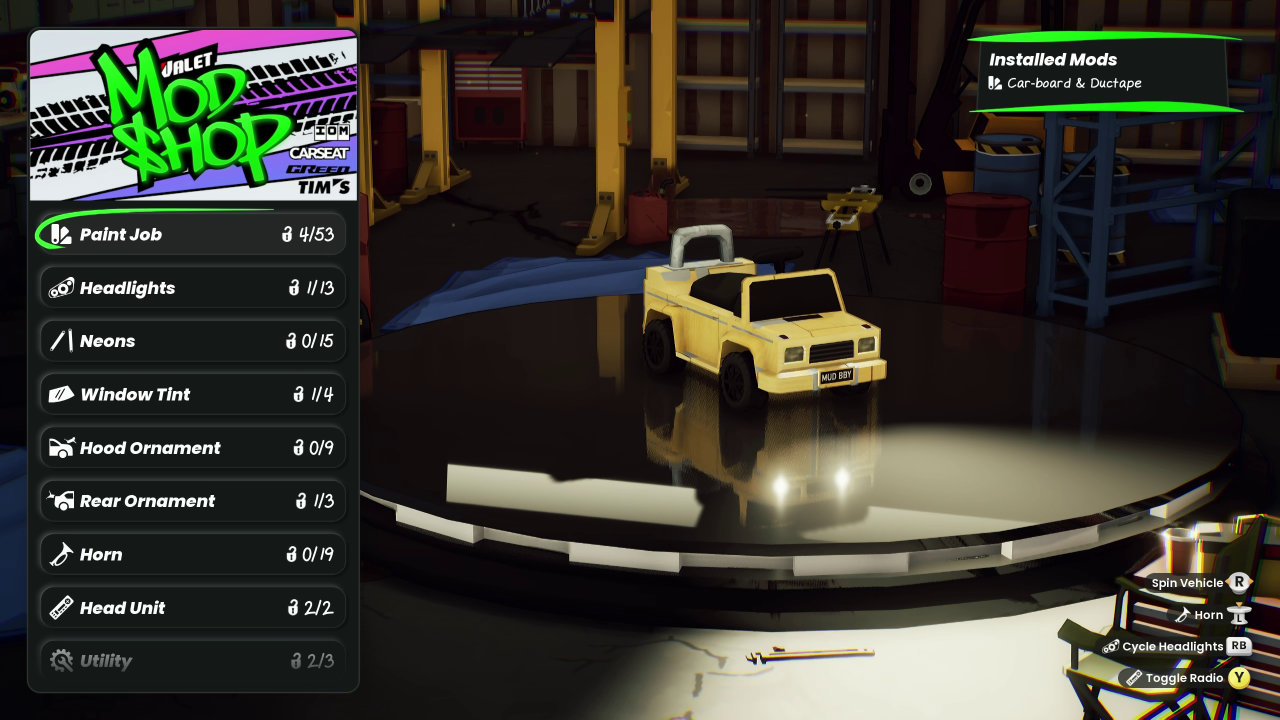 VALET
MOD
$HOP
IOM
CARSEAT
GREEN
TIM'S
Paint Job 4/53
Headlights 1/13
Neons 0/15
Window Tint 1/4
Hood Ornament 0/9
Rear Ornament 1/3
Horn 0/19
Head Unit 2/2
Utility 2/3
Installed Mods
Car-board & Ductape
MUD BBY
Spin Vehicle R
Horn L
Cycle Headlights RB
Toggle Radio Y